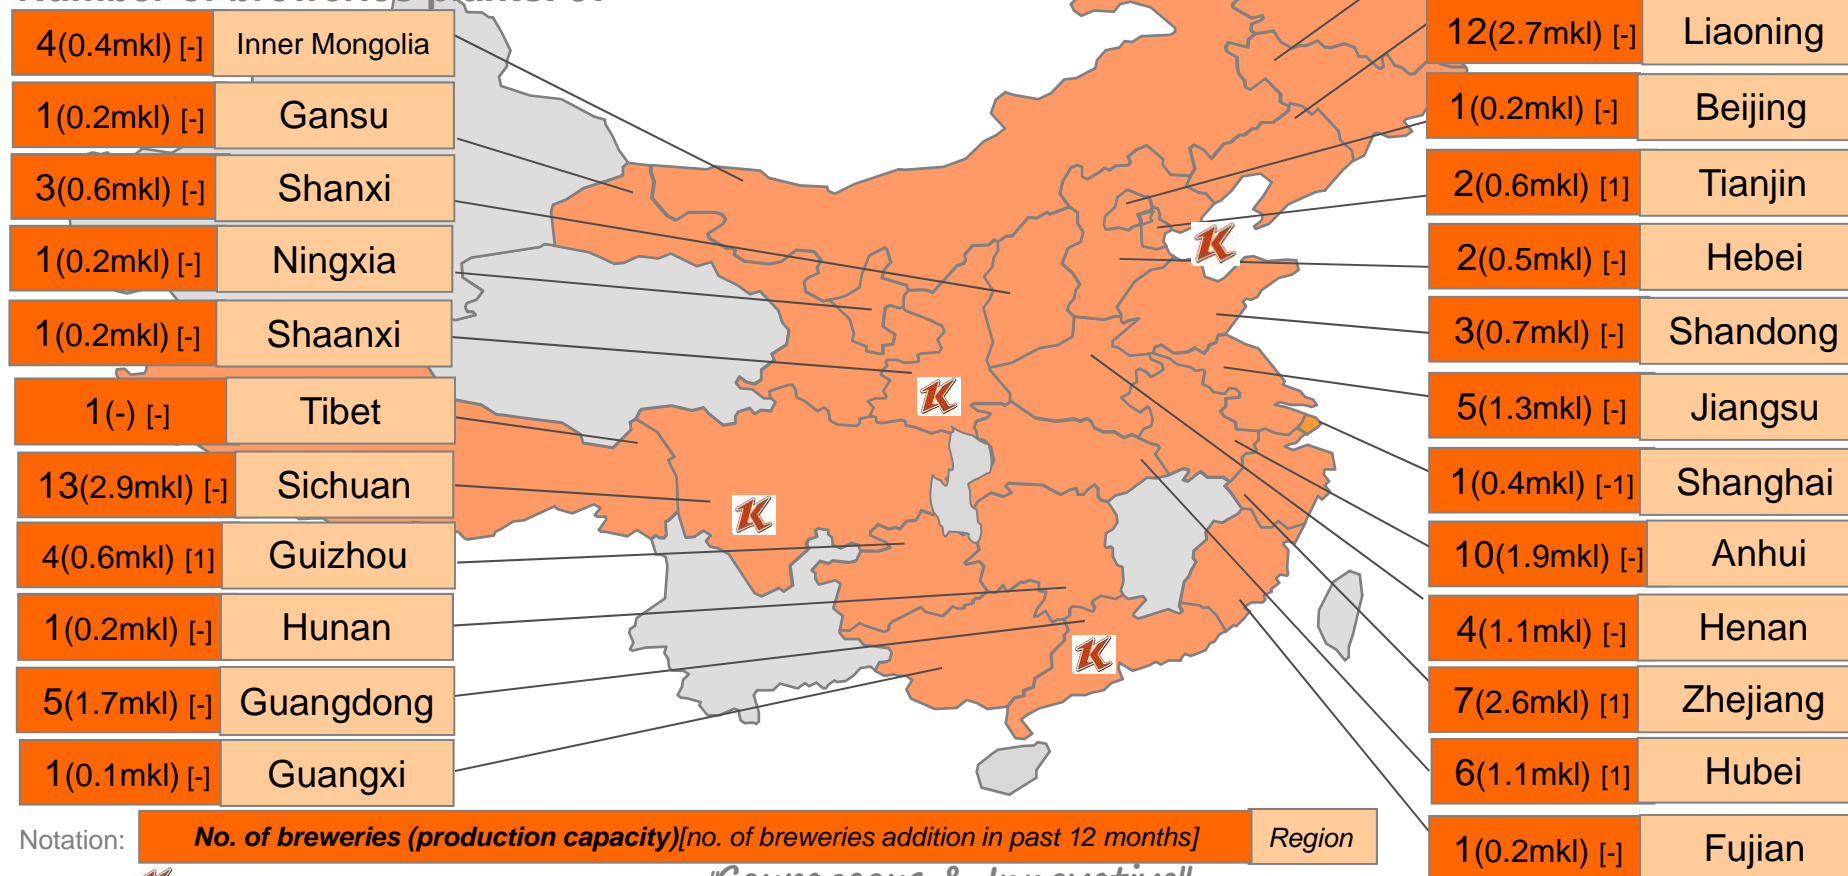 4(0.4mkl) [-] Inner Mongolia
1(0.2mkl) [-] Gansu
3(0.6mkl) [-] Shanxi
1(0.2mkl) [-] Ningxia
1(0.2mkl) [-] Shaanxi
1(-) [-] Tibet
13(2.9mkl) [-] Sichuan
4(0.6mkl) [1] Guizhou
1(0.2mkl) [-] Hunan
5(1.7mkl) [-] Guangdong
1(0.1mkl) [-] Guangxi
12(2.7mkl) [-] Liaoning
1(0.2mkl) [-] Beijing
2(0.6mkl) [1] Tianjin
2(0.5mkl) [-] Hebei
3(0.7mkl) [-] Shandong
5(1.3mkl) [-] Jiangsu
1(0.4mkl) [-1] Shanghai
10(1.9mkl) [-] Anhui
4(1.1mkl) [-] Henan
7(2.6mkl) [1] Zhejiang
6(1.1mkl) [1] Hubei
1(0.2mkl) [-] Fujian
Notation: No. of breweries (production capacity)[no. of breweries addition in past 12 months] Region